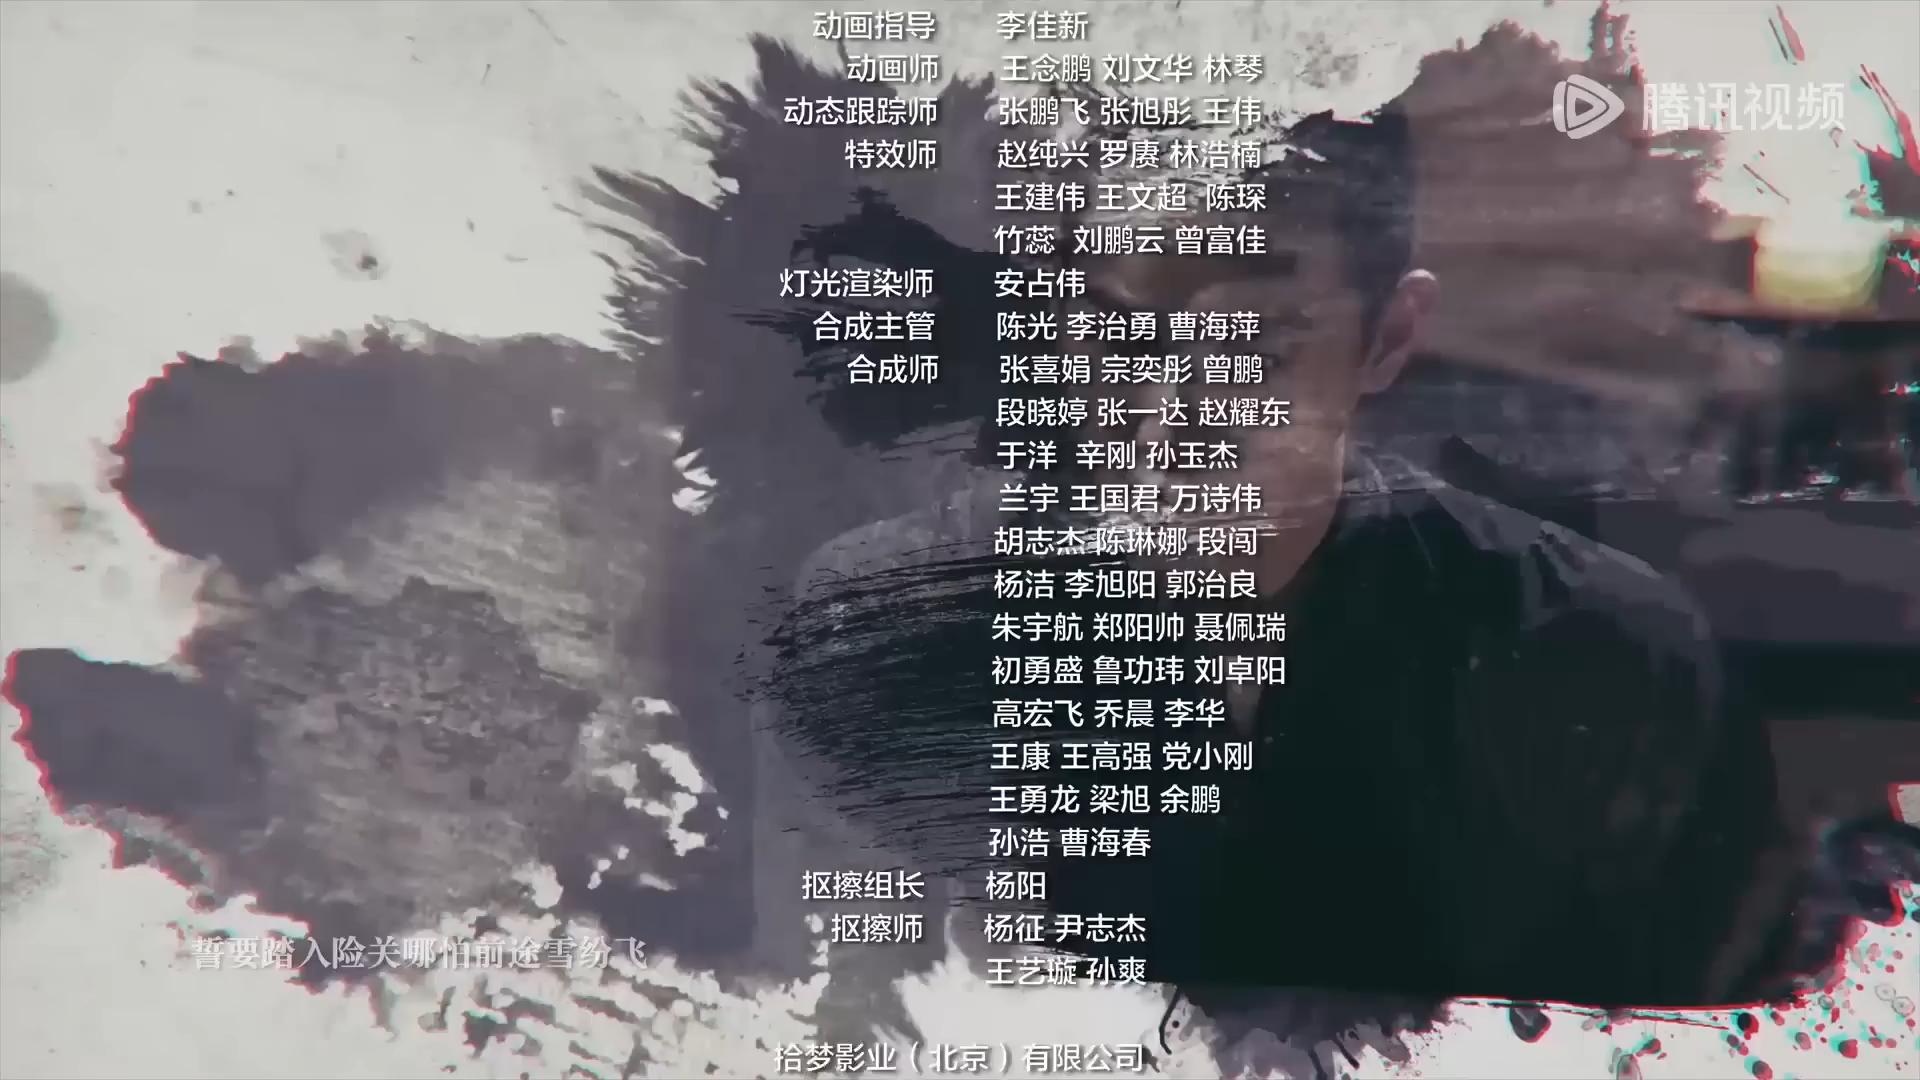 动画指导 李佳新
腾讯视频
动画师 王念鹏 刘文华 林琴
动态跟踪师 张鹏飞 张旭彤 王伟
特效师 赵纯兴 罗赓 林浩楠
王建伟 王文超 陈琛
竹蕊 刘鹏云 曾富佳
灯光渲染师 安占伟
合成主管 陈光 李治勇 曹海萍
合成师 张喜娟 宗奕彤 曾鹏
段晓婷 张一达 赵耀东
于洋 辛刚 孙玉杰
兰宇 王国君 万诗伟
胡志杰 陈琳娜 段闯
杨洁 李旭阳 郭治良
朱宇航 郑阳帅 聂佩瑞
初勇盛 鲁功玮 刘卓阳
高宏飞 乔晨 李华
王康 王高强 党小刚
王勇龙 梁旭 余鹏
孙浩 曹海春
抠擦组长 杨阳
抠擦师 杨征 尹志杰
誓要踏入险关哪怕前途雪纷飞
王艺璇 孙爽
拾梦影业（北京）有限公司